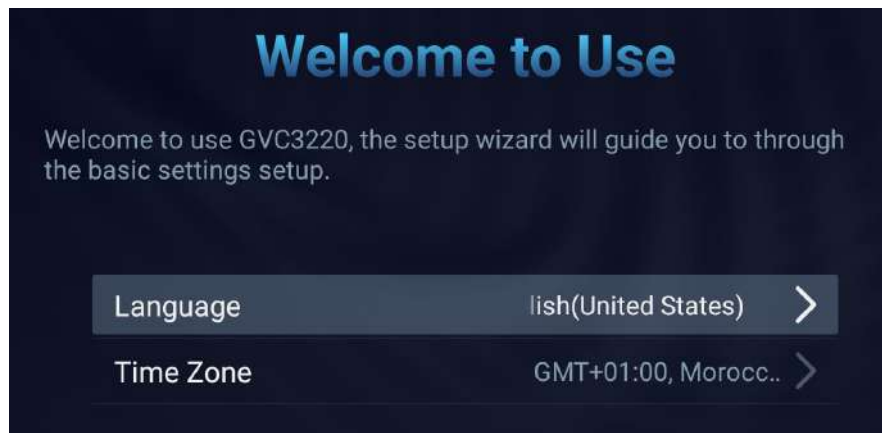 Welcome to Use
Welcome to use GVC3220, the setup wizard will guide you to through
the basic settings setup.
Language lish(United States)
Time Zone GMT+01:00, Morocc..